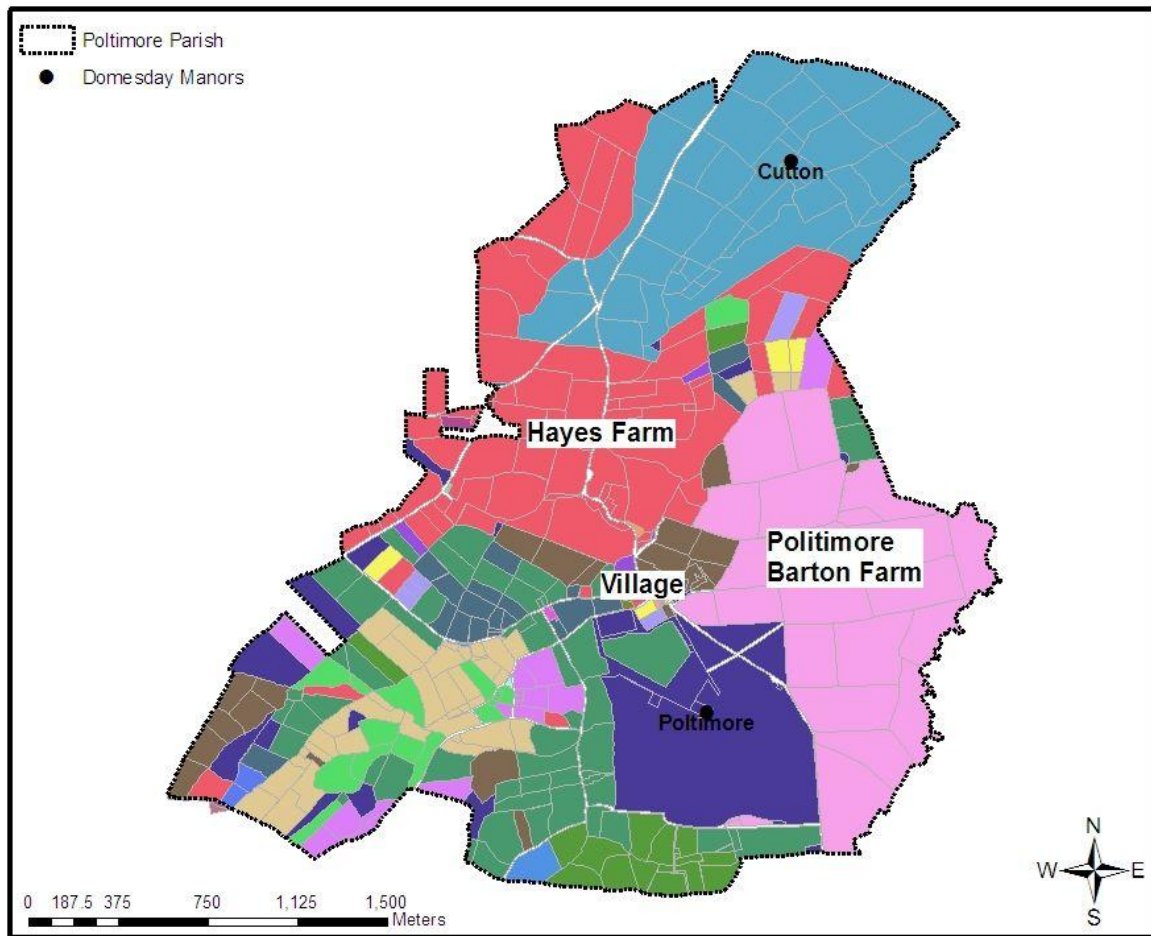 Poltimore Parish
Domesday Manors
Cutton
Hayes Farm
Politimore
Barton Farm
Village
Poltimore
N
W E
S
0 187.5 375 750 1,125 1,500
Meters